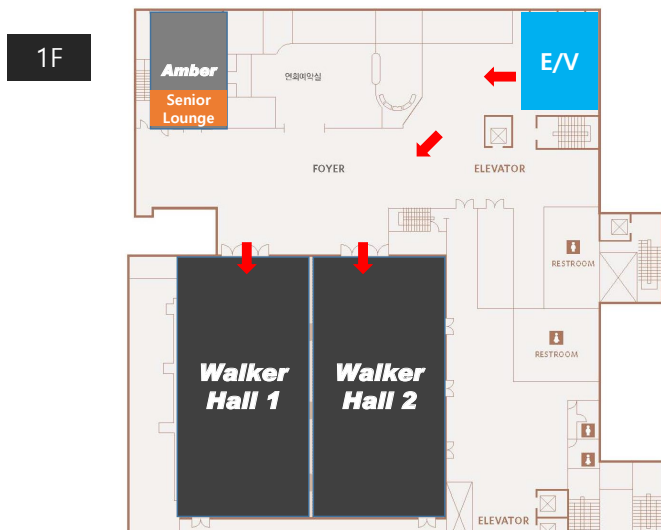 1F
Amber
Senior
Lounge
연회예약실
E/V
FOYER
ELEVATOR
RESTROOM
RESTROOM
Walker
Hall 1
Walker
Hall 2
ELEVATOR